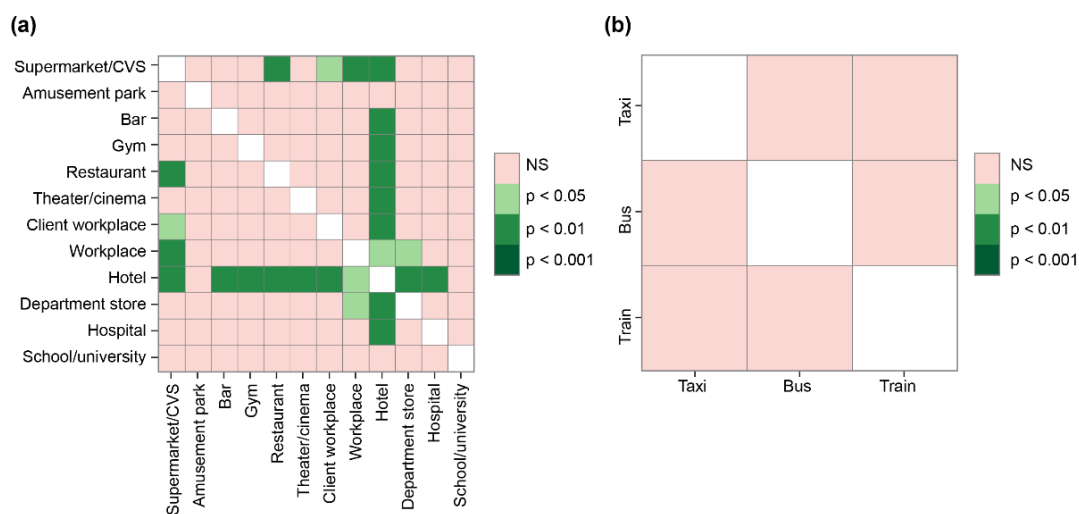 (a)
Supermarket/CVS
Amusement park
Bar
Gym
Restaurant
Theater/cinema
Client workplace
Workplace
Hotel
Department store
Hospital
School/university
Supermarket/CVS
Amusement park
Bar
Gym
Restaurant
Theater/cinema
Client workplace
Workplace
Hotel
Department store
Hospital
School/university
NS
p < 0.05
p < 0.01
p < 0.001
(b)
Taxi
Bus
Train
Taxi
Bus
Train
NS
p < 0.05
p < 0.01
p < 0.001